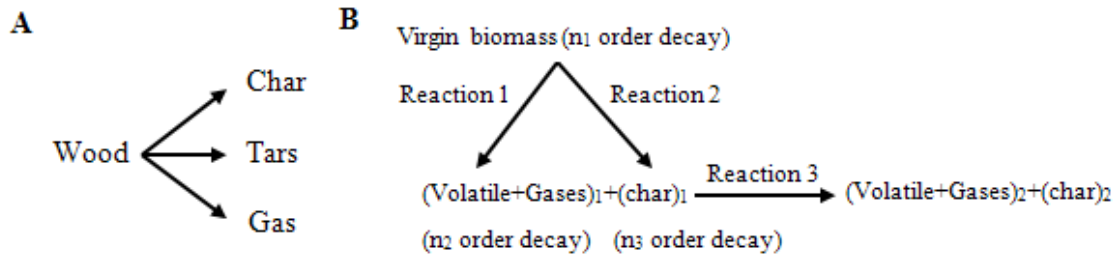 A
Wood
Char
Tars
Gas
B
Virgin biomass (n₁ order decay)
Reaction 1
Reaction 2
(Volatile+Gases)₁+(char)₁
Reaction 3
(Volatile+Gases)₂+(char)₂
(n₂ order decay)
(n₃ order decay)